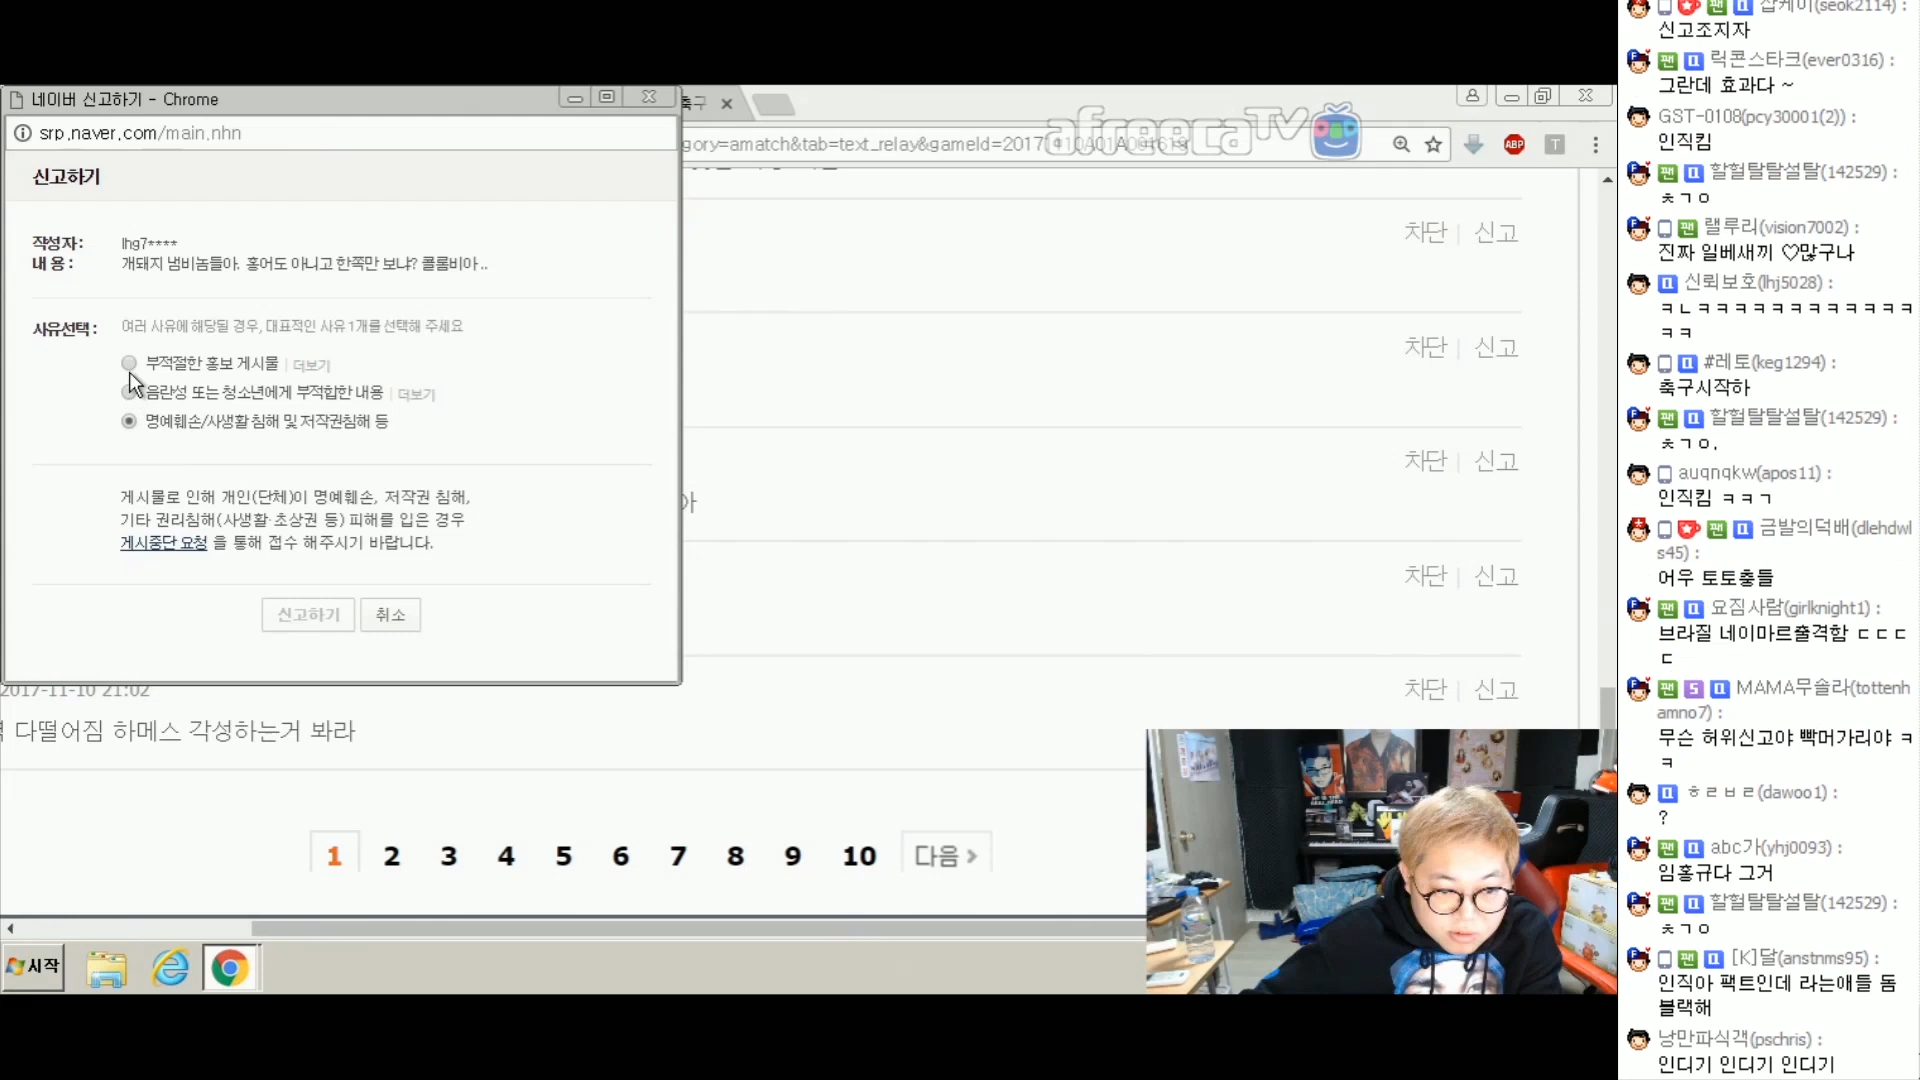 네이버 신고하기 - Chrome
srp.naver.com/main.nhn
신고하기
작성자: lhg7****
내 용 : 개돼지 냄비놈들아. 홍어도 아니고 한쪽만 보냐? 콜롬비아 ..
사유선택 : 여러 사유에 해당될 경우, 대표적인 사유 1개를 선택해 주세요
부적절한 홍보 게시물 | 더보기
음란성 또는 청소년에게 부적합한 내용 | 더보기
명예훼손/사생활 침해 및 저작권침해 등
게시물로 인해 개인(단체)이 명예훼손, 저작권 침해,
기타 권리침해(사생활·초상권 등) 피해를 입은 경우
게시중단 요청 을 통해 접수 해주시기 바랍니다.
신고하기 취소
축구
afreecaTV
gory=amatch&tab=text_relay&gameId=2017
ABP
T
차단 | 신고
차단 | 신고
차단 | 신고
차단 | 신고
차단 | 신고
2017-11-10 21:02
다떨어짐 하메스 각성하는거 봐라
1 2 3 4 5 6 7 8 9 10 다음 >
시작
삽케이(seok2114) :
신고조지자
럭콘스타크(ever0316) :
그란데 효과다 ~
GST-0108(pcy30001(2)) :
인직킴
할헐탈탈설탈(142529) :
ㅊㄱㅇ
랠루리(vision7002) :
진짜 일베새끼 ♡많구나
신뢰보호(lhj5028) :
ㅋㄴㅋㅋㅋㅋㅋㅋㅋㅋㅋㅋㅋㅋ
ㅋㅋ
#레토(keg1294) :
축구시작하
할헐탈탈설탈(142529) :
ㅊㄱㅇ.
auqnqkw(apos11) :
인직킴 ㅋㅋㄱ
금발의덕배(dlehdwl
s45) :
어우 토토충들
요짐사람(girlknight1) :
브라질 네이마르출격함 ㄷㄷㄷ
ㄷ
MAMA무솔라(tottenh
amno7) :
무슨 허위신고야 빡머가리야 ㅋ
ㅋ
ㅎㄹㅂㄹ(dawoo1) :
?
abc가(yhj0093) :
임홍규다 그거
할헐탈탈설탈(142529) :
ㅊㄱㅇ
[K]달(anstnms95) :
인직아 팩트인데 라는애들 돔
블랙해
낭만파식객(pschris) :
인디기 인디기 인디기